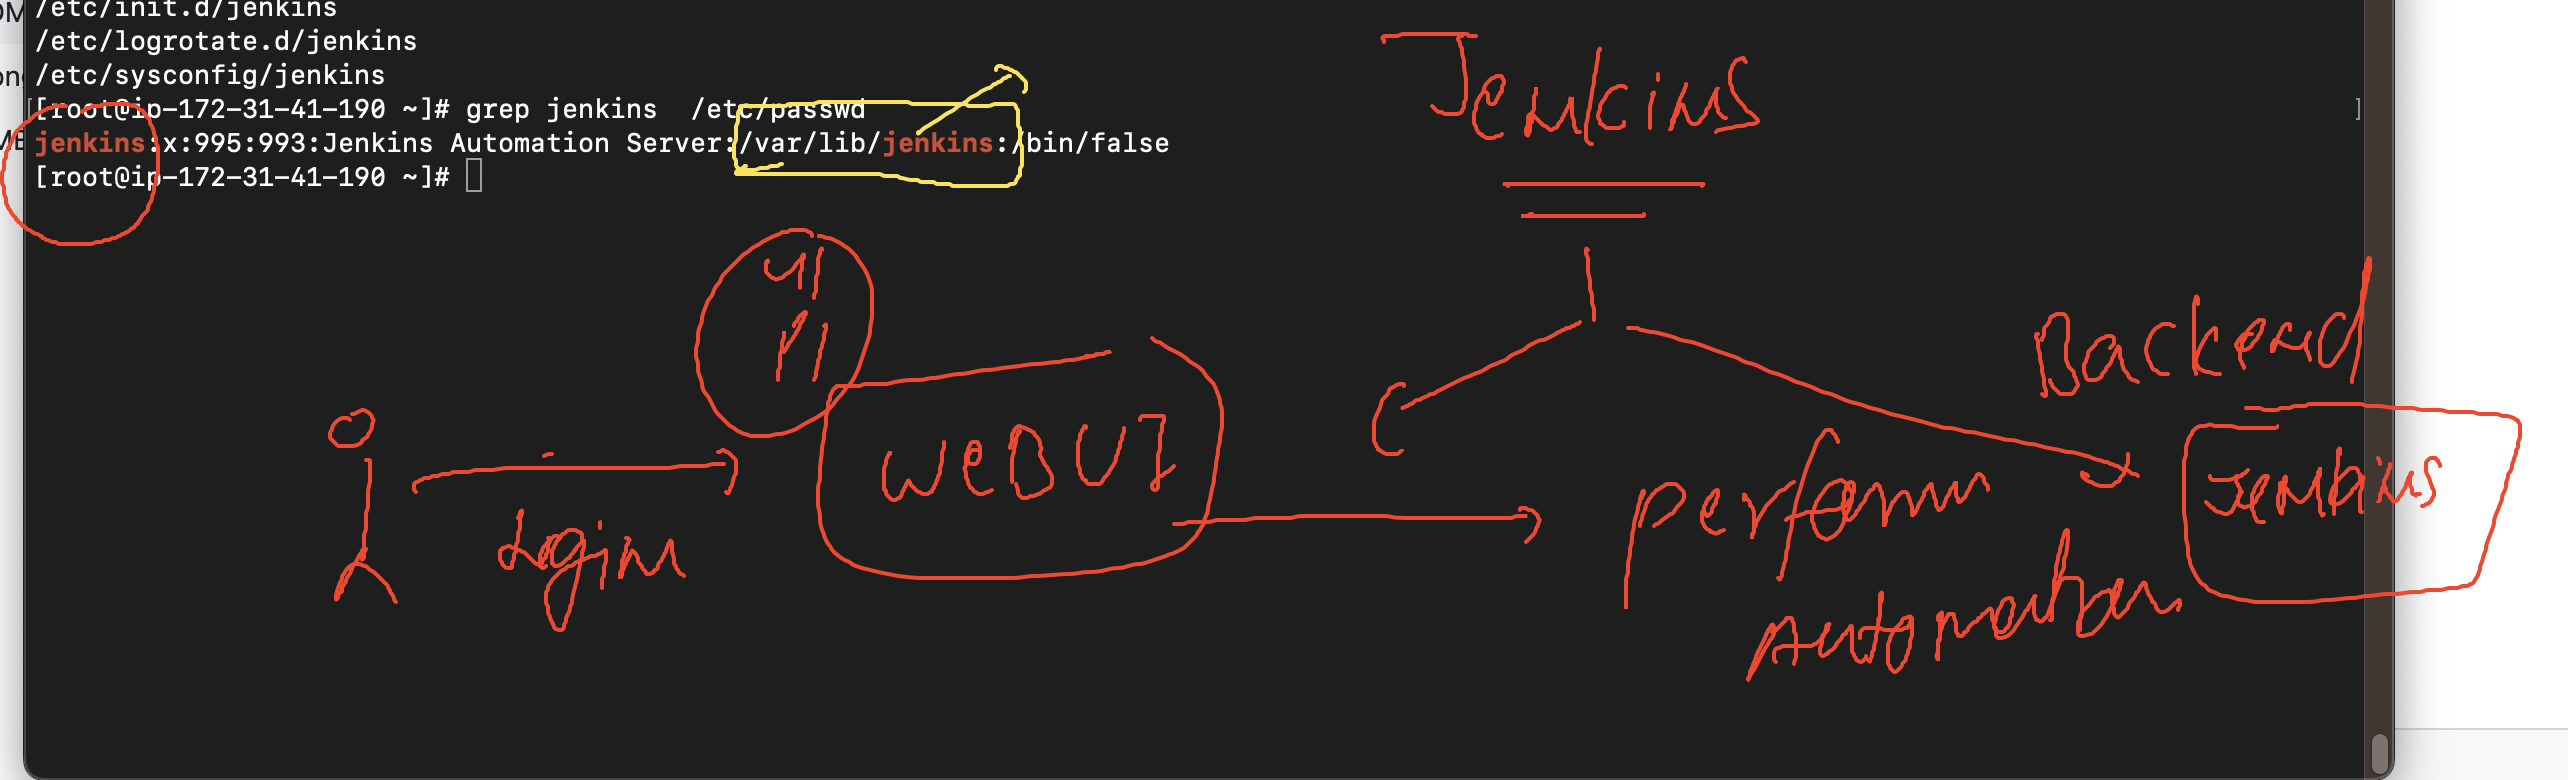 /etc/init.d/jenkins
/etc/logrotate.d/jenkins
/etc/sysconfig/jenkins
[root@ip-172-31-41-190 ~]# grep jenkins  /etc/passwd
jenkins:x:995:993:Jenkins Automation Server:/var/lib/jenkins:/bin/false
[root@ip-172-31-41-190 ~]#
Jenkins
Backend
WeBUI
Login
Perform
Automation
Jenkins